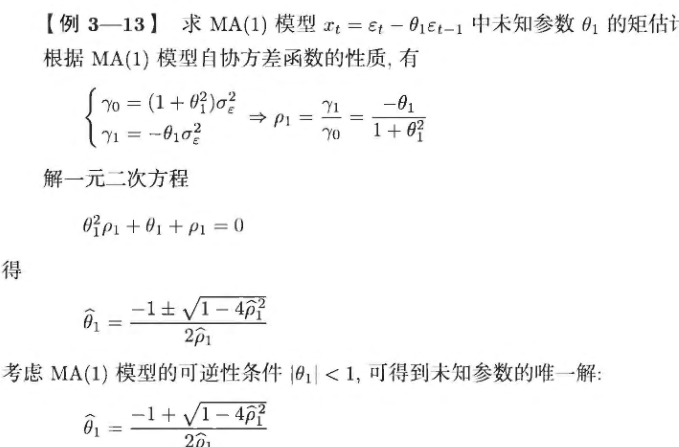 【例 3—13】 求 MA(1) 模型 $x_t = \varepsilon_t - \theta_1\varepsilon_{t-1}$ 中未知参数 $\theta_1$ 的矩估
根据 MA(1) 模型自协方差函数的性质, 有
$\begin{cases} \gamma_0 = (1 + \theta_1^2)\sigma_\varepsilon^2 \\ \gamma_1 = -\theta_1\sigma_\varepsilon^2 \end{cases} \Rightarrow \rho_1 = \dfrac{\gamma_1}{\gamma_0} = \dfrac{-\theta_1}{1 + \theta_1^2}$
解一元二次方程
$\theta_1^2\rho_1 + \theta_1 + \rho_1 = 0$
得
$\widehat{\theta}_1 = \dfrac{-1 \pm \sqrt{1 - 4\widehat{\rho}_1^2}}{2\widehat{\rho}_1}$
考虑 MA(1) 模型的可逆性条件 $|\theta_1| < 1$, 可得到未知参数的唯一解:
$\widehat{\theta}_1 = \dfrac{-1 + \sqrt{1 - 4\widehat{\rho}_1^2}}{2\widehat{\rho}_1}$